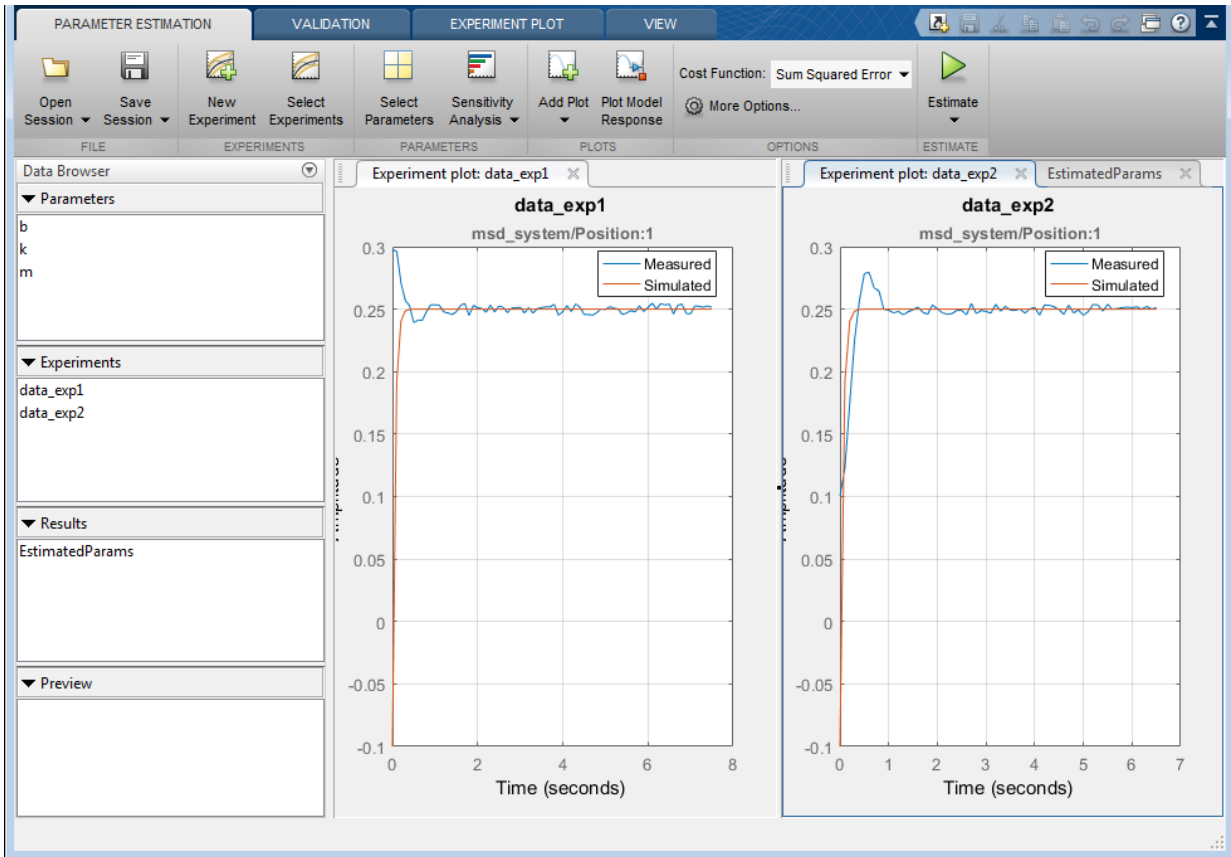 PARAMETER ESTIMATION VALIDATION EXPERIMENT PLOT VIEW
Open Session Save Session New Experiment Select Experiments Select Parameters Sensitivity Analysis Add Plot Plot Model Response Cost Function: Sum Squared Error Estimate
More Options...
FILE EXPERIMENTS PARAMETERS PLOTS OPTIONS ESTIMATE
Data Browser
Parameters
b
k
m
Experiments
data_exp1
data_exp2
Results
EstimatedParams
Preview
Experiment plot: data_exp1
data_exp1
msd_system/Position:1
Measured
Simulated
0.3
0.25
0.2
0.15
0.1
0.05
0
-0.05
-0.1
0 2 4 6 8
Time (seconds)
Experiment plot: data_exp2 EstimatedParams
data_exp2
msd_system/Position:1
Measured
Simulated
0.3
0.25
0.2
0.15
0.1
0.05
0
-0.05
-0.1
0 1 2 3 4 5 6 7
Time (seconds)